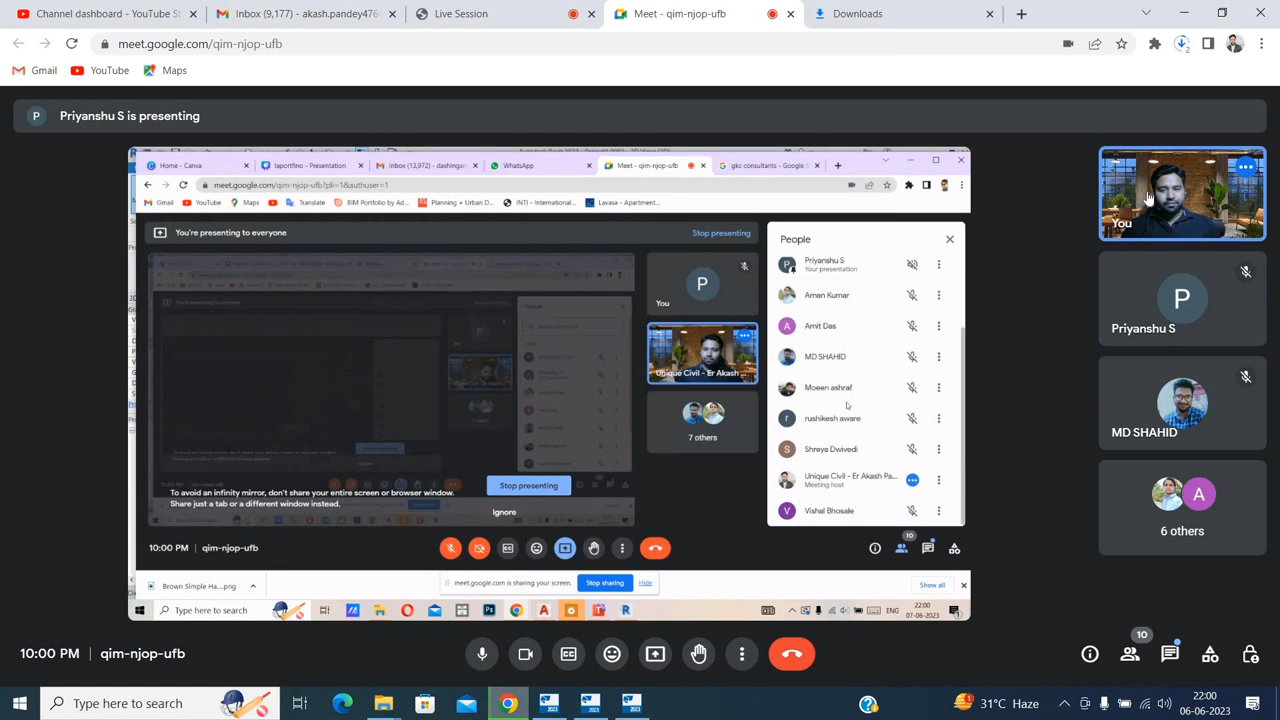 Channel dashboard - YouTube St
Inbox (9,177) - akash.pandey476
Live Session
Meet - qim-njop-ufb
Downloads
meet.google.com/qim-njop-ufb
2
Gmail
YouTube
Maps
P
Priyanshu S is presenting
Home - Canva
laportfino - Presentation
Inbox (13,972) - dashingam
WhatsApp
Meet - qim-njop-ufb
gkc consultants - Google S
meet.google.com/qim-njop-ufb?pli=1&authuser=1
Gmail
YouTube
Maps
Translate
BIM Portfolio by Ad...
Planning + Urban D...
INTI - International...
Lavasa - Apartment...
You're presenting to everyone
Stop presenting
People
P
Priyanshu S
Your presentation
Aman Kumar
A
Amit Das
MD SHAHID
Moeen ashraf
r
rushikesh aware
S
Shreya Dwivedi
Unique Civil - Er Akash Pa...
Meeting host
V
Vishal Bhosale
P
You
Unique Civil - Er Akash ...
7 others
To avoid an infinity mirror, don't share your entire screen or browser window.
Share just a tab or a different window instead.
Stop presenting
Ignore
10:00 PM
qim-njop-ufb
10
Brown Simple Ha....png
meet.google.com is sharing your screen.
Stop sharing
Hide
Show all
Type here to search
ENG
22:00
07-06-2023
You
P
Priyanshu S
MD SHAHID
A
6 others
10:00 PM
qim-njop-ufb
10
Type here to search
2023
2023
2023
31°C Haze
22:00
06-06-2023